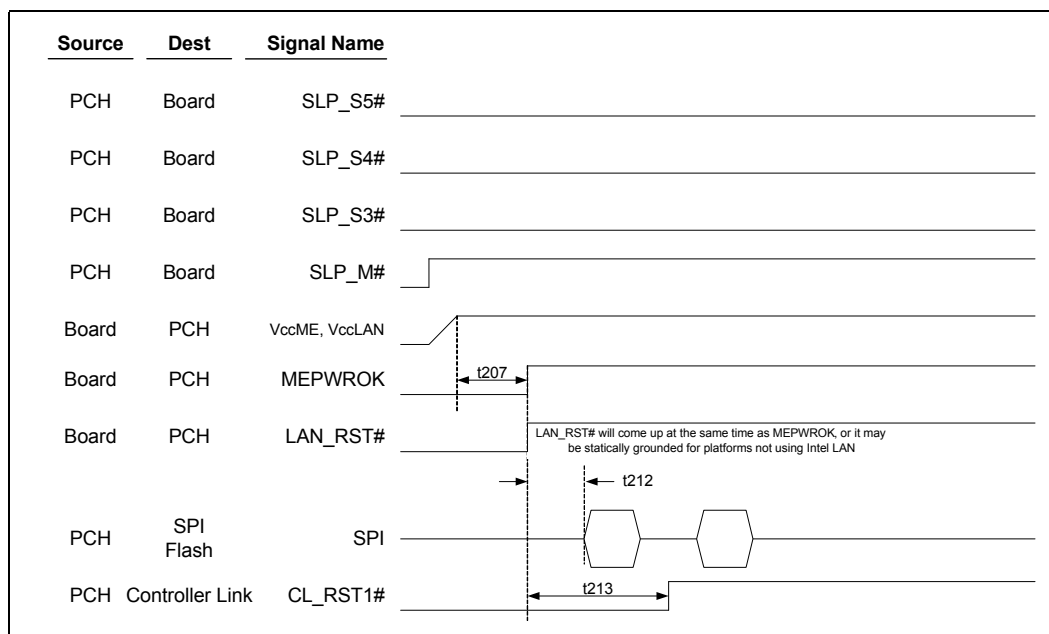 Source Dest Signal Name
PCH Board SLP_S5#
PCH Board SLP_S4#
PCH Board SLP_S3#
PCH Board SLP_M#
Board PCH VccME, VccLAN
Board PCH MEPWROK t207
Board PCH LAN_RST# LAN_RST# will come up at the same time as MEPWROK, or it may
be statically grounded for platforms not using Intel LAN
t212
PCH SPI
Flash SPI
PCH Controller Link CL_RST1# t213